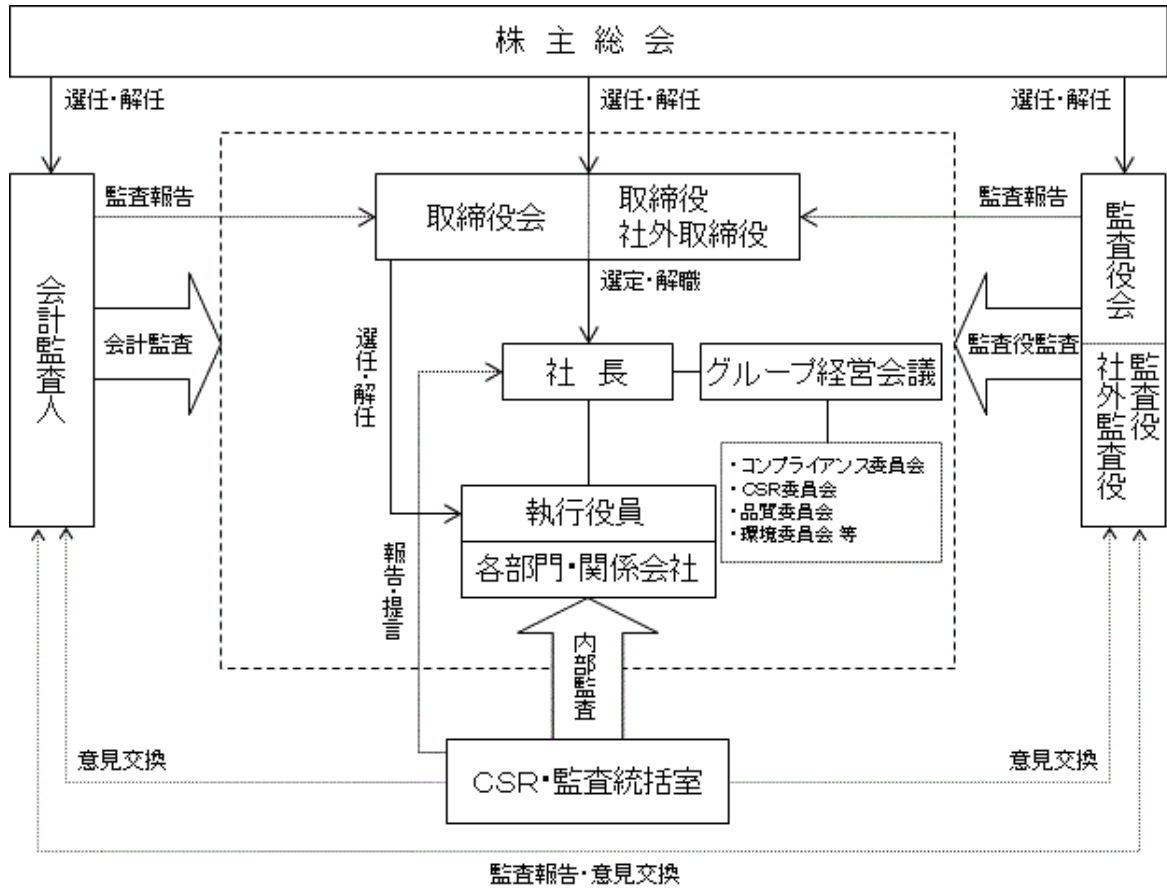 株主総会
選任・解任
選任・解任
選任・解任
監査報告
取締役会
取締役
社外取締役
監査報告
会計監査人
会計監査
選任・解任
選定・解職
社長
グループ経営会議
監査役監査
監査役会
監査役
社外監査役
・コンプライアンス委員会
・CSR委員会
・品質委員会
・環境委員会 等
執行役員
各部門・関係会社
報告・提言
内部監査
意見交換
CSR・監査統括室
意見交換
監査報告・意見交換